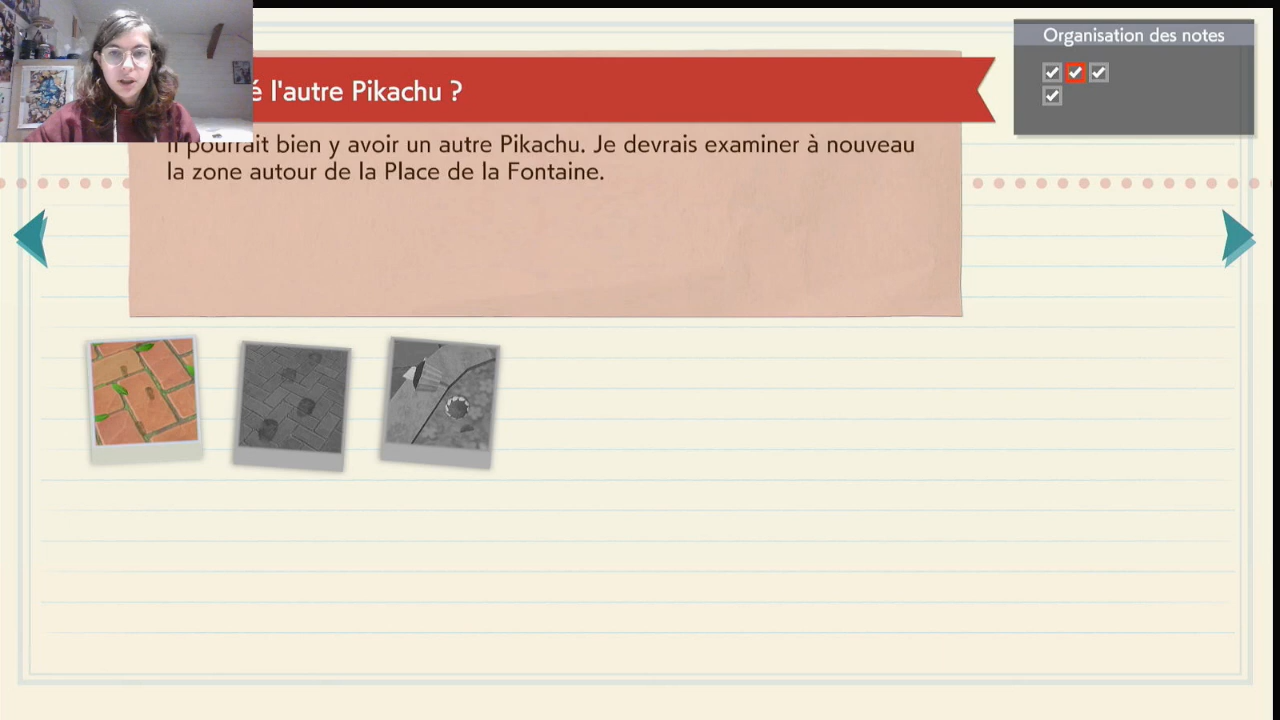 Organisation des notes
é l'autre Pikachu ?
Il pourrait bien y avoir un autre Pikachu. Je devrais examiner à nouveau
la zone autour de la Place de la Fontaine.